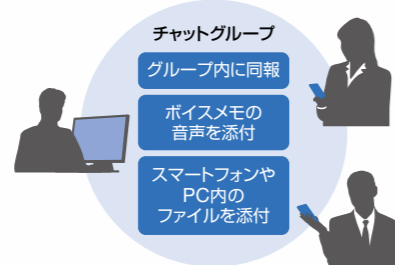 チャットグループ
グループ内に同報
ボイスメモの
音声を添付
スマートフォンや
PC内の
ファイルを添付